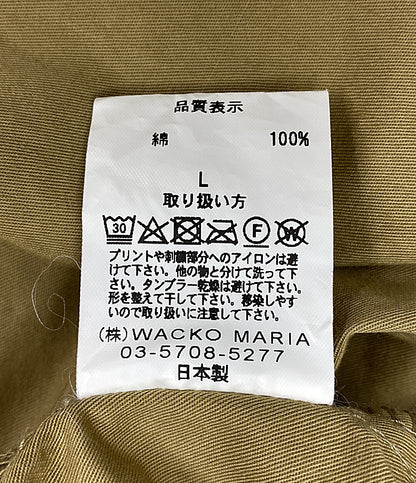 品質表示
綿 100%
L
取り扱い方
30 F W
プリントや刺繍部分へのアイロンは避
けて下さい。他の物と分けて洗って下
さい。タンブラー乾燥は避けて下さい。
形を整えて干して下さい。移染しやす
いので取り扱いに注意して下さい。
(株)WACKO MARIA
03-5708-5277
日本製